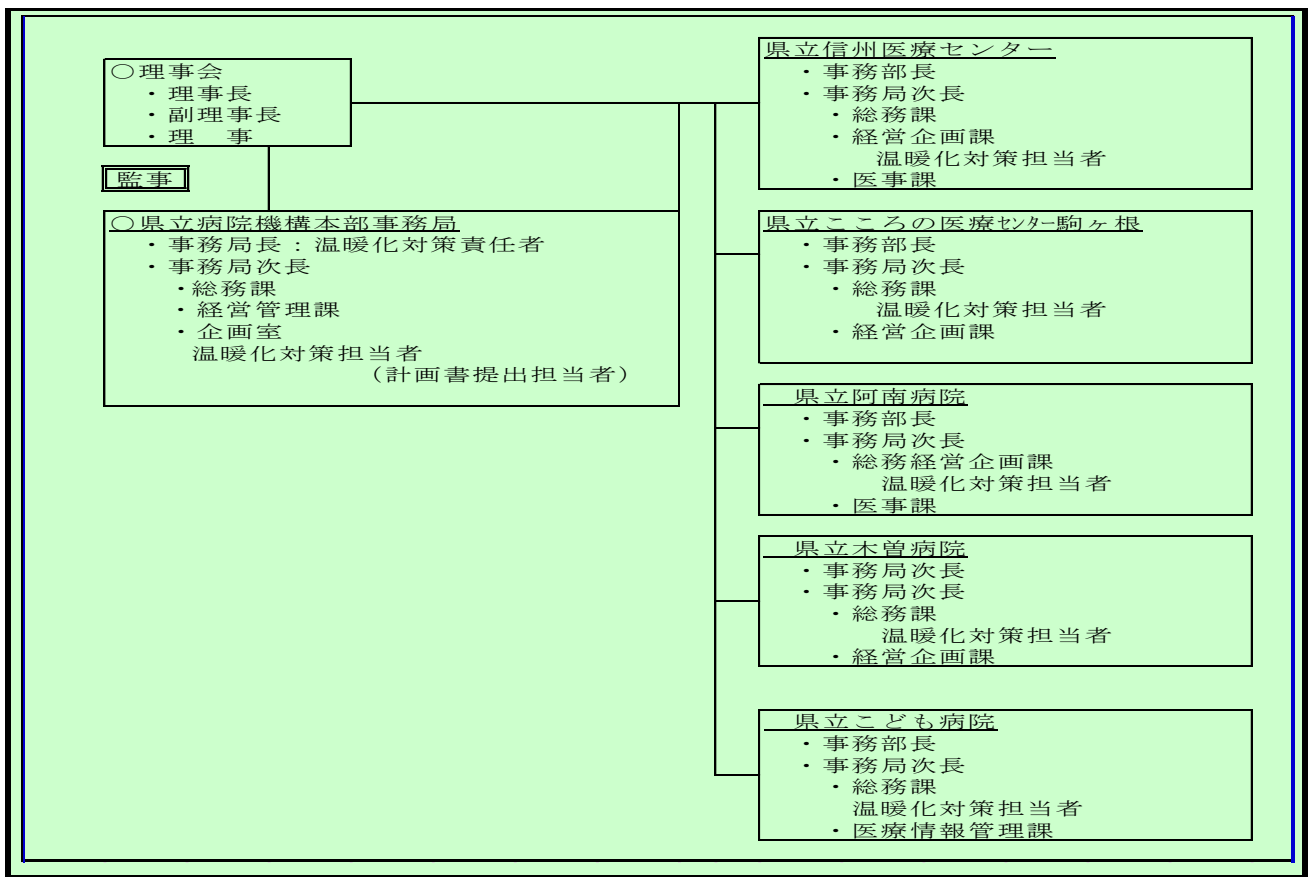 ○理事会
・理事長
・副理事長
・理　事
監事
○県立病院機構本部事務局
・事務局長：温暖化対策責任者
・事務局次長
・総務課
・経営管理課
・企画室
温暖化対策担当者
（計画書提出担当者）
県立信州医療センター
・事務部長
・事務局次長
・総務課
・経営企画課
温暖化対策担当者
・医事課
県立こころの医療ｾﾝﾀｰ駒ヶ根
・事務部長
・事務局次長
・総務課
温暖化対策担当者
・経営企画課
県立阿南病院
・事務部長
・事務局次長
・総務経営企画課
温暖化対策担当者
・医事課
県立木曽病院
・事務局次長
・事務局次長
・総務課
温暖化対策担当者
・経営企画課
県立こども病院
・事務部長
・事務局次長
・総務課
温暖化対策担当者
・医療情報管理課